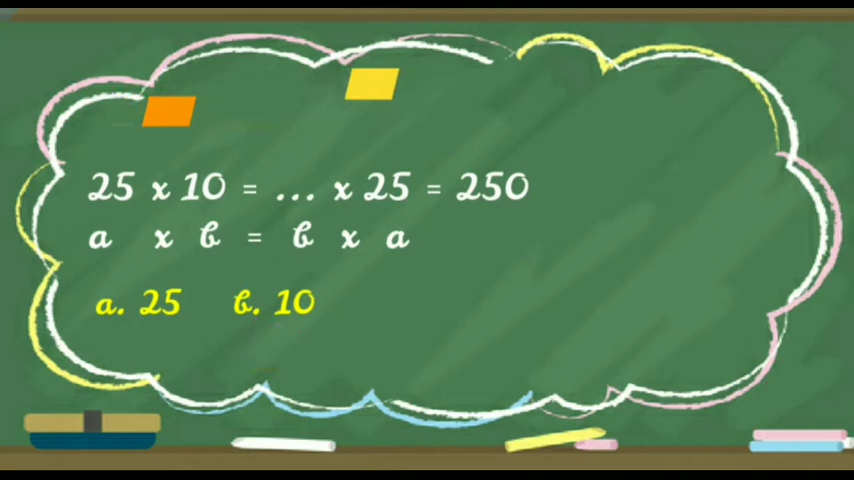 25 x 10 = ... x 25 = 250
a x b = b x a
a. 25 b. 10